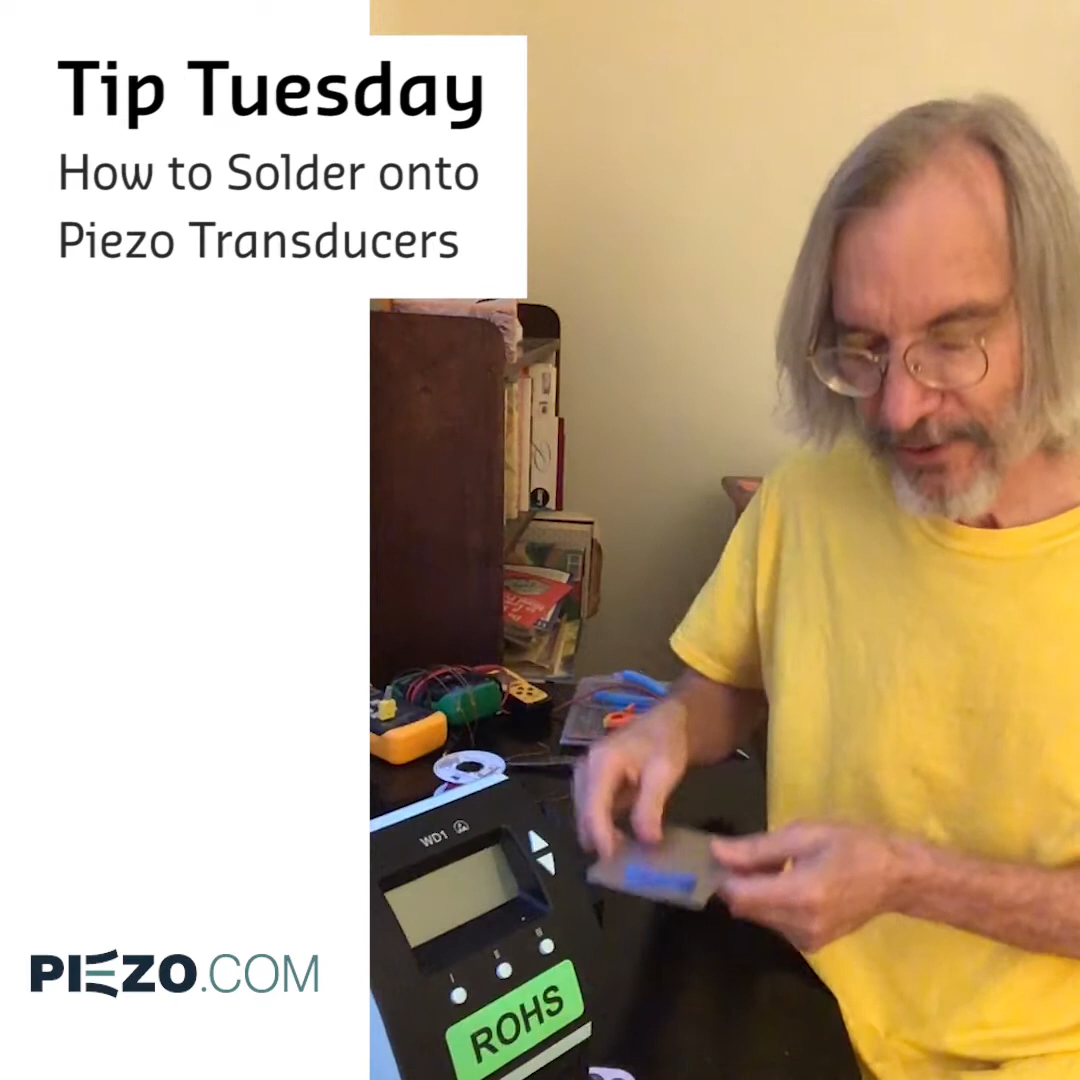 Tip Tuesday
How to Solder onto
Piezo Transducers
WD1
ROHS
PIEZO.COM